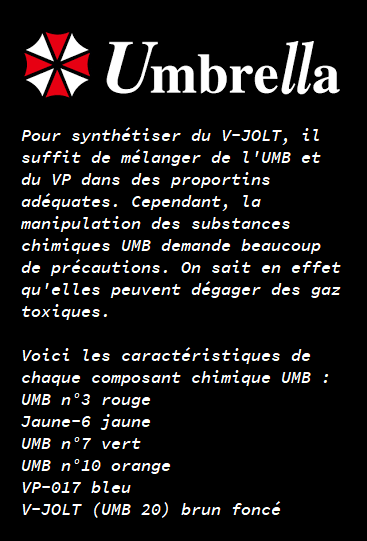 Umbrella
Pour synthétiser du V-JOLT, il
suffit de mélanger de l'UMB et
du VP dans des proportins
adéquates. Cependant, la
manipulation des substances
chimiques UMB demande beaucoup
de précautions. On sait en effet
qu'elles peuvent dégager des gaz
toxiques.
Voici les caractéristiques de
chaque composant chimique UMB :
UMB n°3 rouge
Jaune-6 jaune
UMB n°7 vert
UMB n°10 orange
VP-017 bleu
V-JOLT (UMB 20) brun foncé